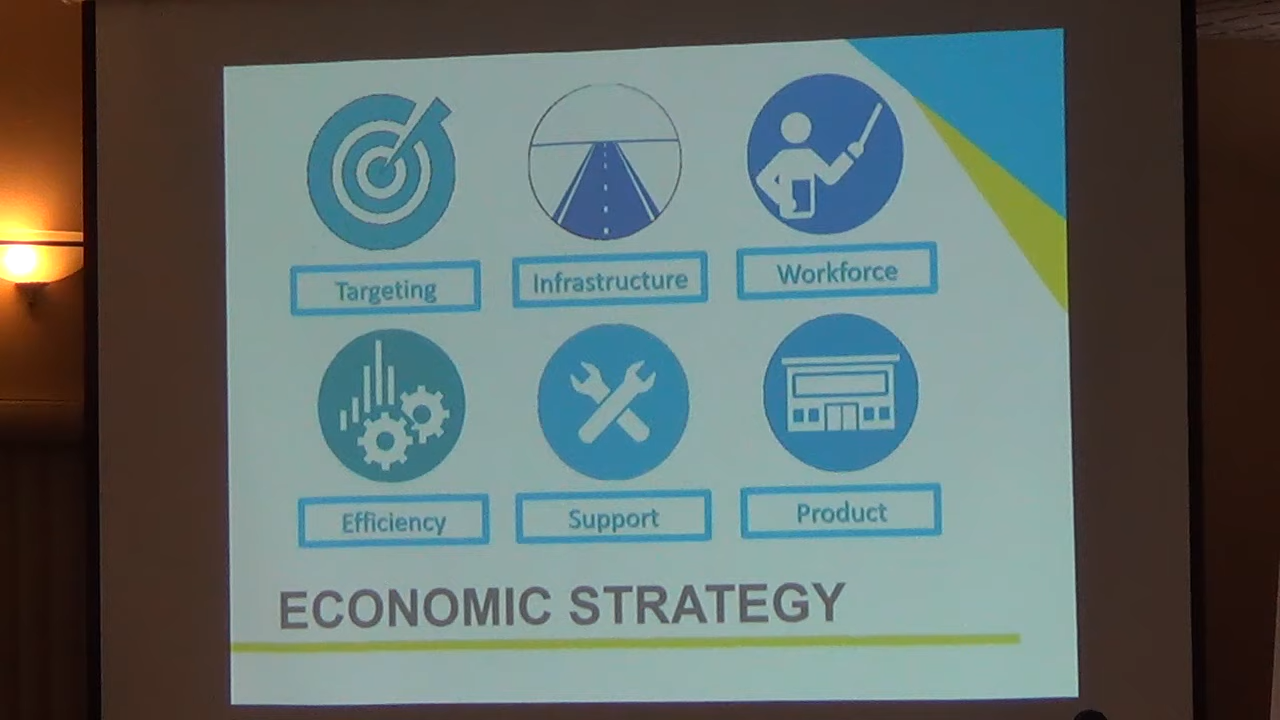 Targeting
Infrastructure
Workforce
Efficiency
Support
Product
ECONOMIC STRATEGY